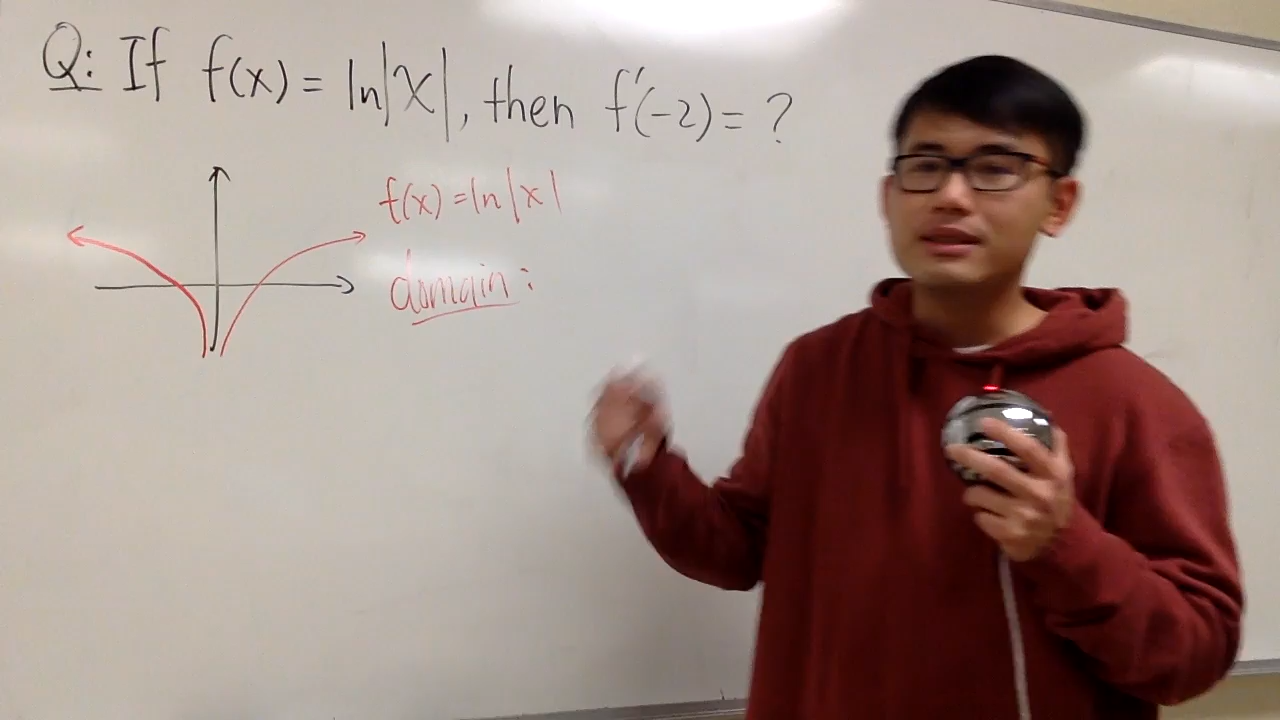 Q: If f(x) = ln|x|, then f'(-2) = ?
f(x) = ln|x|
domain: